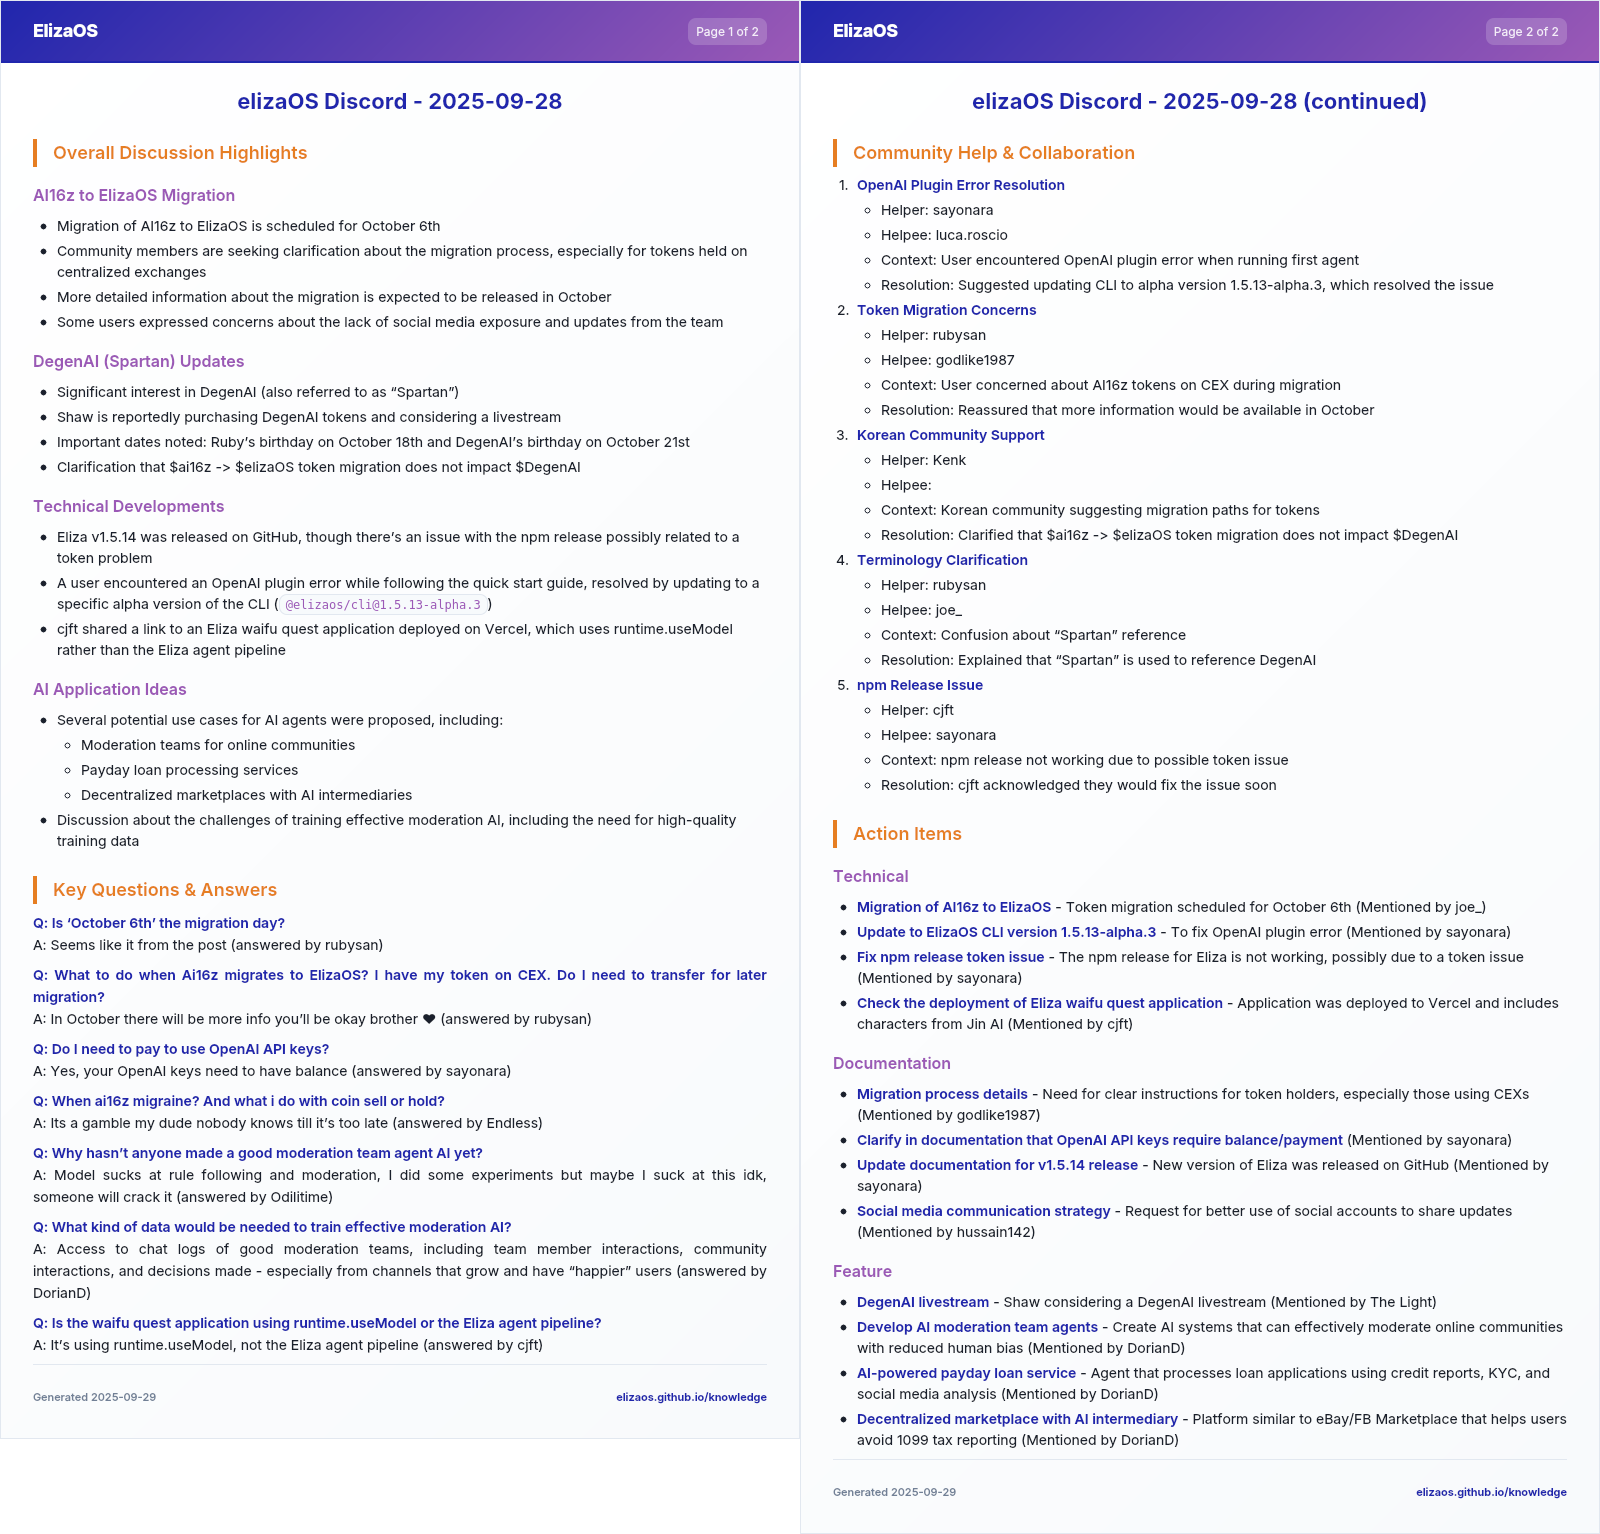 ElizaOS
Page 1 of 2
elizaOS Discord - 2025-09-28
Overall Discussion Highlights
AI16z to ElizaOS Migration
• Migration of AI16z to ElizaOS is scheduled for October 6th
• Community members are seeking clarification about the migration process, especially for tokens held on
centralized exchanges
• More detailed information about the migration is expected to be released in October
• Some users expressed concerns about the lack of social media exposure and updates from the team
DegenAI (Spartan) Updates
• Significant interest in DegenAI (also referred to as “Spartan”)
• Shaw is reportedly purchasing DegenAI tokens and considering a livestream
• Important dates noted: Ruby’s birthday on October 18th and DegenAI’s birthday on October 21st
• Clarification that $ai16z -> $elizaOS token migration does not impact $DegenAI
Technical Developments
• Eliza v1.5.14 was released on GitHub, though there’s an issue with the npm release possibly related to a
token problem
• A user encountered an OpenAI plugin error while following the quick start guide, resolved by updating to a
specific alpha version of the CLI (@elizaos/cli@1.5.13-alpha.3)
• cjft shared a link to an Eliza waifu quest application deployed on Vercel, which uses runtime.useModel
rather than the Eliza agent pipeline
AI Application Ideas
• Several potential use cases for AI agents were proposed, including:
◦ Moderation teams for online communities
◦ Payday loan processing services
◦ Decentralized marketplaces with AI intermediaries
• Discussion about the challenges of training effective moderation AI, including the need for high-quality
training data
Key Questions & Answers
Q: Is ‘October 6th’ the migration day?
A: Seems like it from the post (answered by rubysan)
Q: What to do when Ai16z migrates to ElizaOS? I have my token on CEX. Do I need to transfer for later
migration?
A: In October there will be more info you’ll be okay brother ♥ (answered by rubysan)
Q: Do I need to pay to use OpenAI API keys?
A: Yes, your OpenAI keys need to have balance (answered by sayonara)
Q: When ai16z migraine? And what i do with coin sell or hold?
A: Its a gamble my dude nobody knows till it’s too late (answered by Endless)
Q: Why hasn’t anyone made a good moderation team agent AI yet?
A: Model sucks at rule following and moderation, I did some experiments but maybe I suck at this idk,
someone will crack it (answered by Odilitime)
Q: What kind of data would be needed to train effective moderation AI?
A: Access to chat logs of good moderation teams, including team member interactions, community
interactions, and decisions made - especially from channels that grow and have “happier” users (answered by
DorianD)
Q: Is the waifu quest application using runtime.useModel or the Eliza agent pipeline?
A: It’s using runtime.useModel, not the Eliza agent pipeline (answered by cjft)
Generated 2025-09-29
elizaos.github.io/knowledge
ElizaOS
Page 2 of 2
elizaOS Discord - 2025-09-28 (continued)
Community Help & Collaboration
1. OpenAI Plugin Error Resolution
◦ Helper: sayonara
◦ Helpee: luca.roscio
◦ Context: User encountered OpenAI plugin error when running first agent
◦ Resolution: Suggested updating CLI to alpha version 1.5.13-alpha.3, which resolved the issue
2. Token Migration Concerns
◦ Helper: rubysan
◦ Helpee: godlike1987
◦ Context: User concerned about AI16z tokens on CEX during migration
◦ Resolution: Reassured that more information would be available in October
3. Korean Community Support
◦ Helper: Kenk
◦ Helpee:
◦ Context: Korean community suggesting migration paths for tokens
◦ Resolution: Clarified that $ai16z -> $elizaOS token migration does not impact $DegenAI
4. Terminology Clarification
◦ Helper: rubysan
◦ Helpee: joe_
◦ Context: Confusion about “Spartan” reference
◦ Resolution: Explained that “Spartan” is used to reference DegenAI
5. npm Release Issue
◦ Helper: cjft
◦ Helpee: sayonara
◦ Context: npm release not working due to possible token issue
◦ Resolution: cjft acknowledged they would fix the issue soon
Action Items
Technical
• Migration of AI16z to ElizaOS - Token migration scheduled for October 6th (Mentioned by joe_)
• Update to ElizaOS CLI version 1.5.13-alpha.3 - To fix OpenAI plugin error (Mentioned by sayonara)
• Fix npm release token issue - The npm release for Eliza is not working, possibly due to a token issue
(Mentioned by sayonara)
• Check the deployment of Eliza waifu quest application - Application was deployed to Vercel and includes
characters from Jin AI (Mentioned by cjft)
Documentation
• Migration process details - Need for clear instructions for token holders, especially those using CEXs
(Mentioned by godlike1987)
• Clarify in documentation that OpenAI API keys require balance/payment (Mentioned by sayonara)
• Update documentation for v1.5.14 release - New version of Eliza was released on GitHub (Mentioned by
sayonara)
• Social media communication strategy - Request for better use of social accounts to share updates
(Mentioned by hussain142)
Feature
• DegenAI livestream - Shaw considering a DegenAI livestream (Mentioned by The Light)
• Develop AI moderation team agents - Create AI systems that can effectively moderate online communities
with reduced human bias (Mentioned by DorianD)
• AI-powered payday loan service - Agent that processes loan applications using credit reports, KYC, and
social media analysis (Mentioned by DorianD)
• Decentralized marketplace with AI intermediary - Platform similar to eBay/FB Marketplace that helps users
avoid 1099 tax reporting (Mentioned by DorianD)
Generated 2025-09-29
elizaos.github.io/knowledge